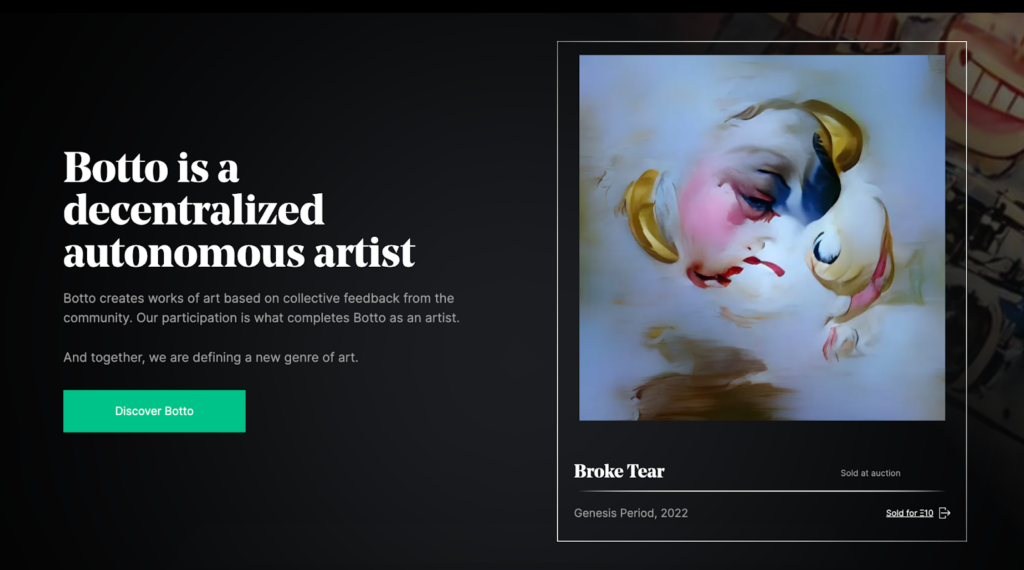 Botto is a
decentralized
autonomous artist
Botto creates works of art based on collective feedback from the
community. Our participation is what completes Botto as an artist.
And together, we are defining a new genre of art.
Discover Botto
Broke Tear
Sold at auction
Genesis Period, 2022
Sold for Ξ10